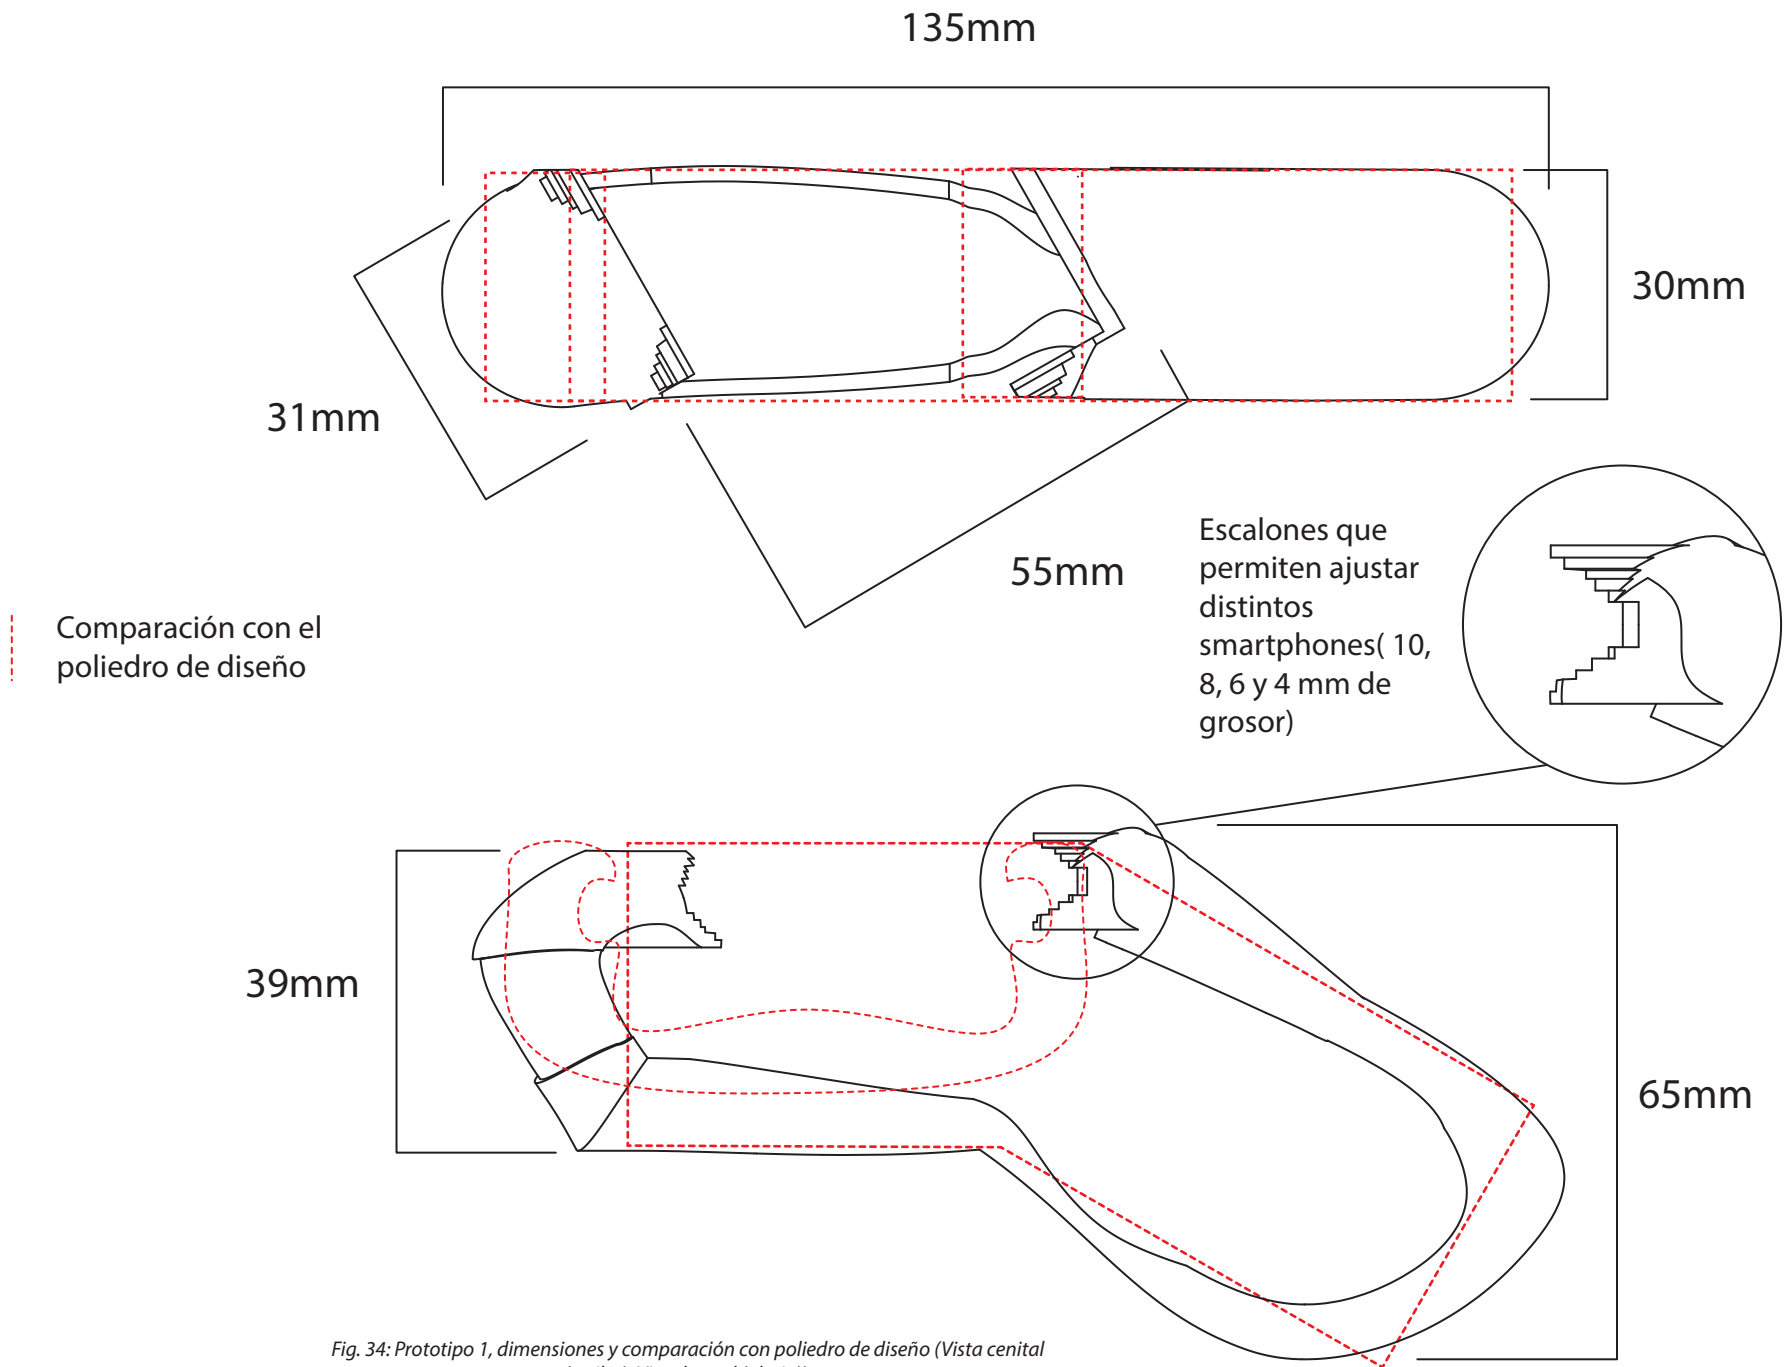 135mm
30mm
31mm
55mm
Escalones que
permiten ajustar
distintos
smartphones( 10,
8, 6 y 4 mm de
grosor)
Comparación con el
poliedro de diseño
39mm
65mm
Fig. 34: Prototipo 1, dimensiones y comparación con poliedro de diseño (Vista cenital